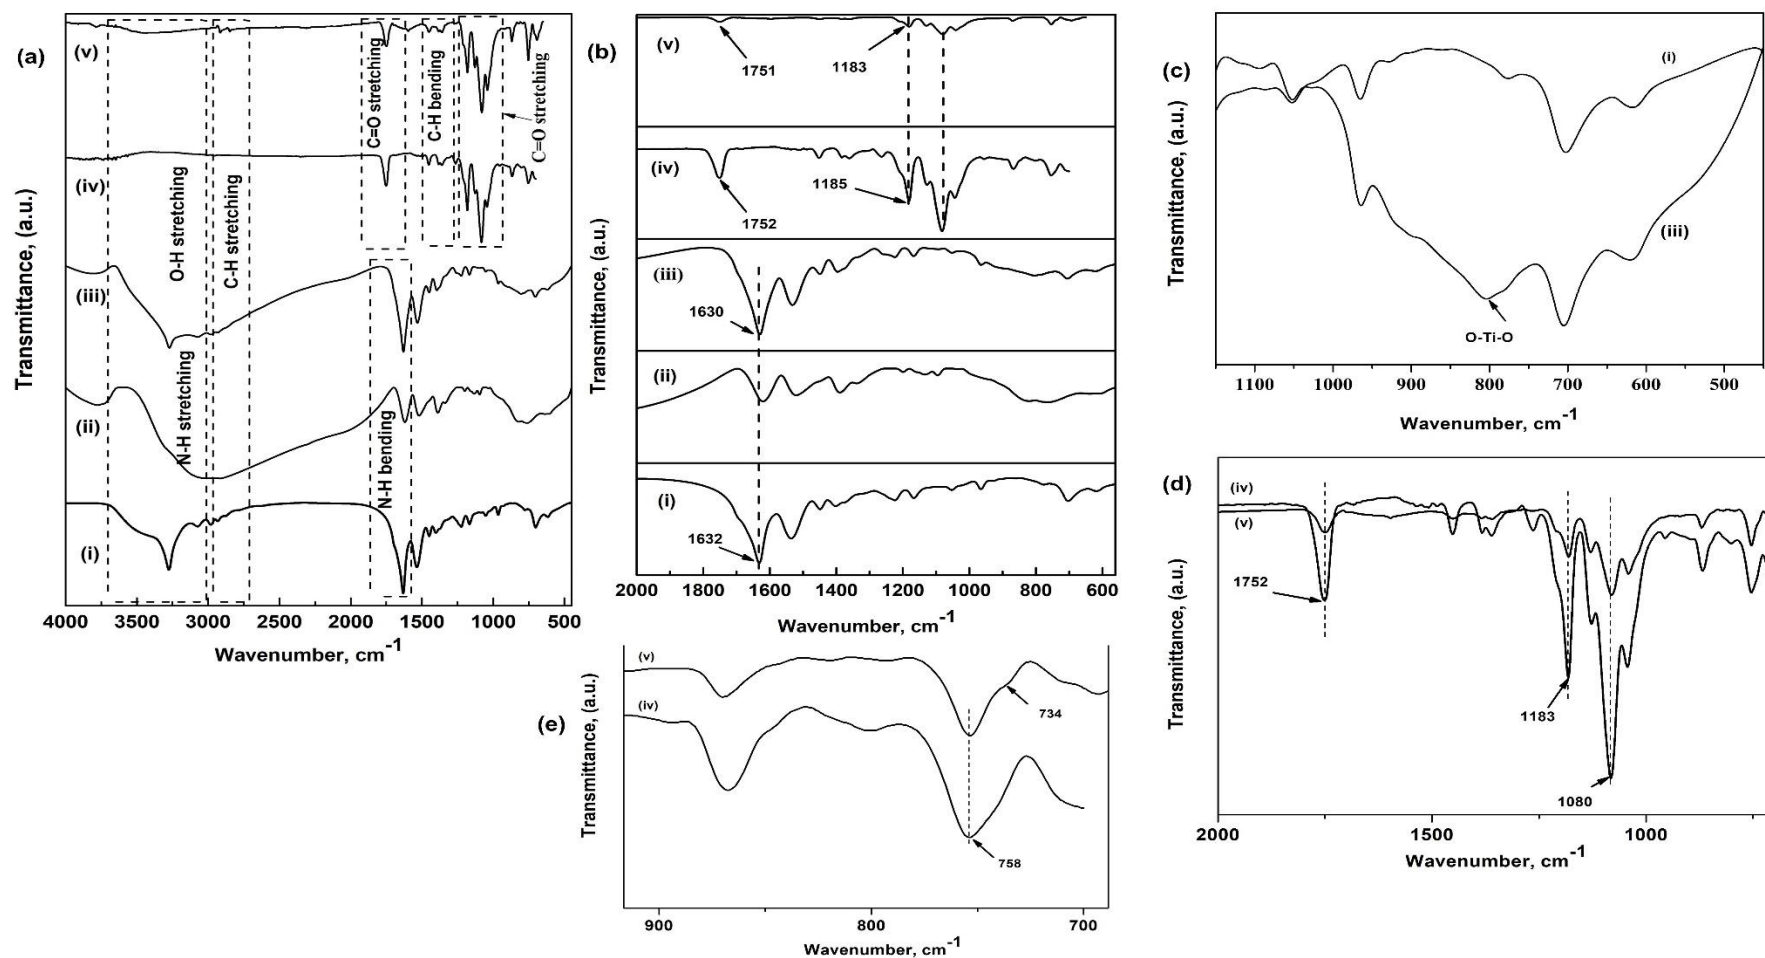 (a)
Transmittance, (a.u.)
(v)
(iv)
(iii)
(ii)
(i)
O-H stretching
N-H stretching
C-H stretching
C=O stretching
C-H bending
C=O stretching
N-H bending
4000 3500 3000 2500 2000 1500 1000 500
Wavenumber, cm-1
(b)
Transmittance, (a.u.)
(v)
1751
1183
(iv)
1752
1185
(iii)
1630
(ii)
(i)
1632
2000 1800 1600 1400 1200 1000 800 600
Wavenumber, cm-1
(c)
Transmittance, (a.u.)
(i)
(iii)
O-Ti-O
1100 1000 900 800 700 600 500
Wavenumber, cm-1
(d)
Transmittance, (a.u.)
(iv)
(v)
1752
1183
1080
2000 1500 1000
Wavenumber, cm-1
(e)
Transmittance, (a.u.)
(v)
734
(iv)
758
900 800 700
Wavenumber, cm-1